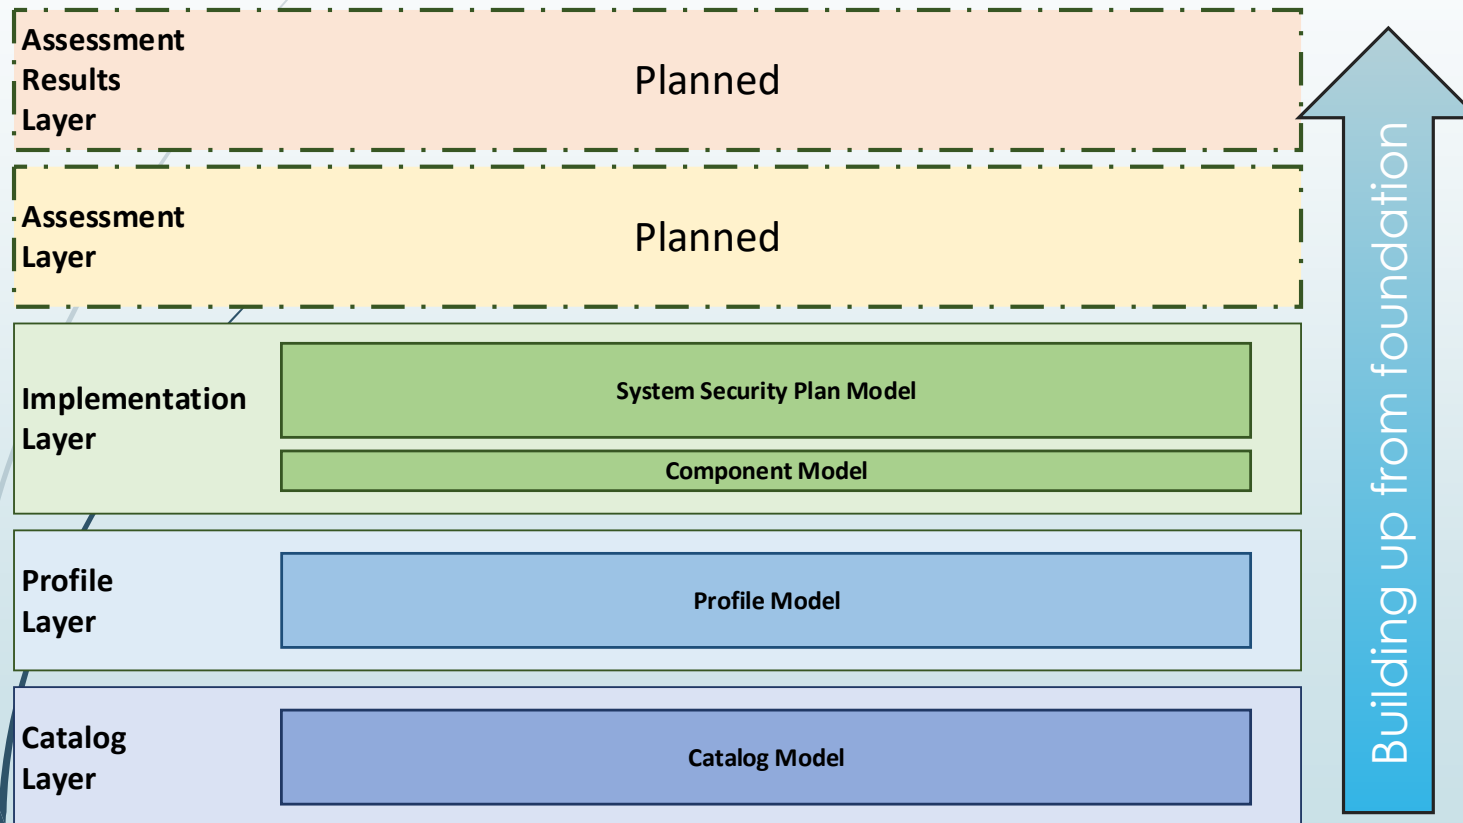 Assessment
Results
Layer
Planned
Assessment
Layer
Planned
Implementation
Layer
System Security Plan Model
Component Model
Profile
Layer
Profile Model
Catalog
Layer
Catalog Model
Building up from foundation